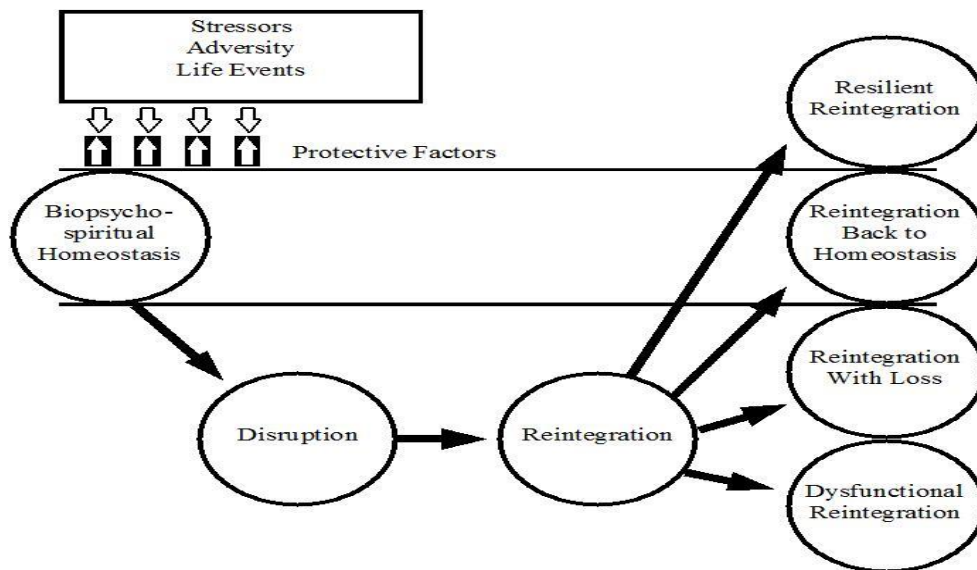 Stressors
Adversity
Life Events
Protective Factors
Biopsycho-
spiritual
Homeostasis
Disruption
Reintegration
Resilient
Reintegration
Reintegration
Back to
Homeostasis
Reintegration
With Loss
Dysfunctional
Reintegration